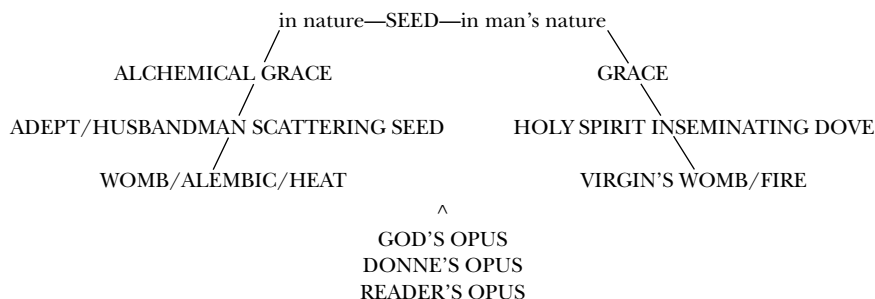 in nature—SEED—in man's nature
ALCHEMICAL GRACE GRACE
ADEPT/HUSBANDMAN SCATTERING SEED HOLY SPIRIT INSEMINATING DOVE
WOMB/ALEMBIC/HEAT VIRGIN'S WOMB/FIRE
^
GOD'S OPUS
DONNE'S OPUS
READER'S OPUS